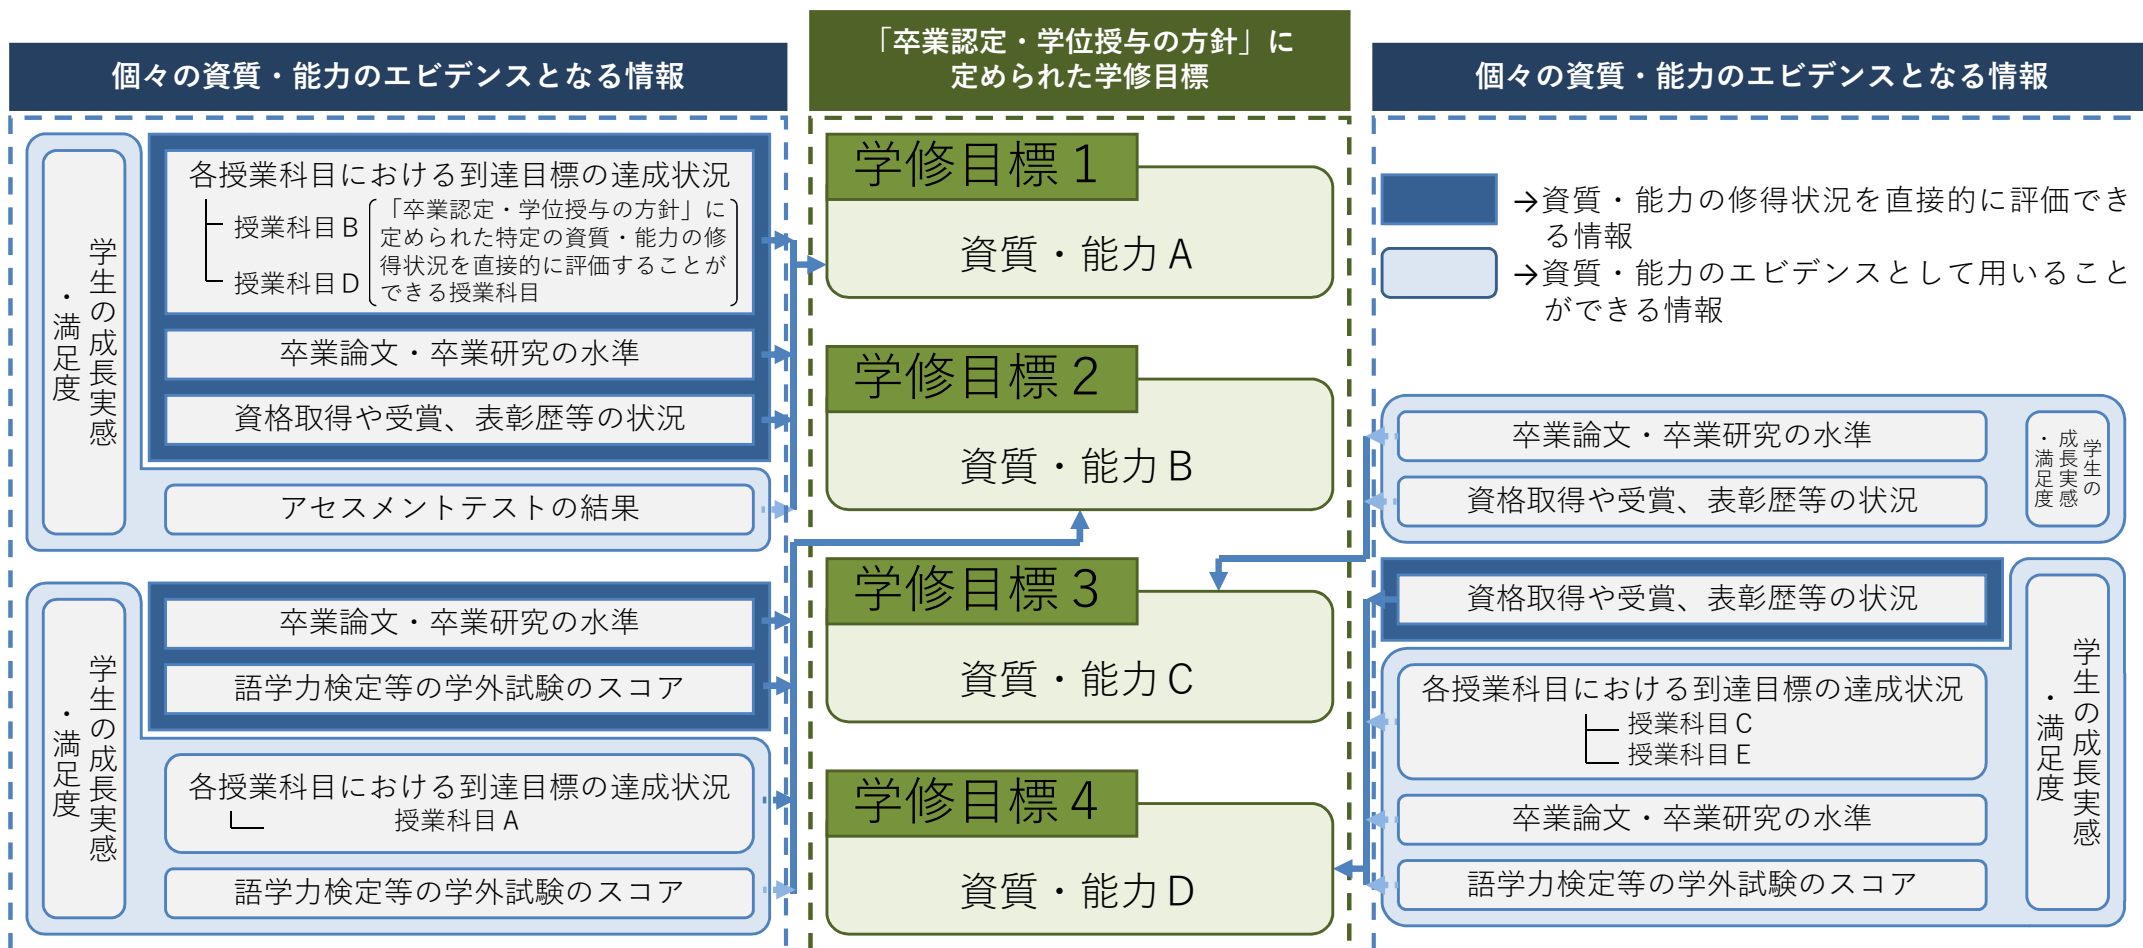 個々の資質・能力のエビデンスとなる情報
「卒業認定・学位授与の方針」に
定められた学修目標
個々の資質・能力のエビデンスとなる情報
学生の成長実感
・満足度
各授業科目における到達目標の達成状況
授業科目B
授業科目D
「卒業認定・学位授与の方針」に
定められた特定の資質・能力の修
得状況を直接的に評価することが
できる授業科目
卒業論文・卒業研究の水準
資格取得や受賞、表彰歴等の状況
アセスメントテストの結果
学生の成長実感
・満足度
卒業論文・卒業研究の水準
語学力検定等の学外試験のスコア
各授業科目における到達目標の達成状況
授業科目A
語学力検定等の学外試験のスコア
学修目標1
資質・能力A
学修目標2
資質・能力B
学修目標3
資質・能力C
学修目標4
資質・能力D
→資質・能力の修得状況を直接的に評価でき
る情報
→資質・能力のエビデンスとして用いること
ができる情報
卒業論文・卒業研究の水準
資格取得や受賞、表彰歴等の状況
学生の
成長実感
・満足度
資格取得や受賞、表彰歴等の状況
各授業科目における到達目標の達成状況
授業科目C
授業科目E
卒業論文・卒業研究の水準
語学力検定等の学外試験のスコア
学生の成長実感
・満足度